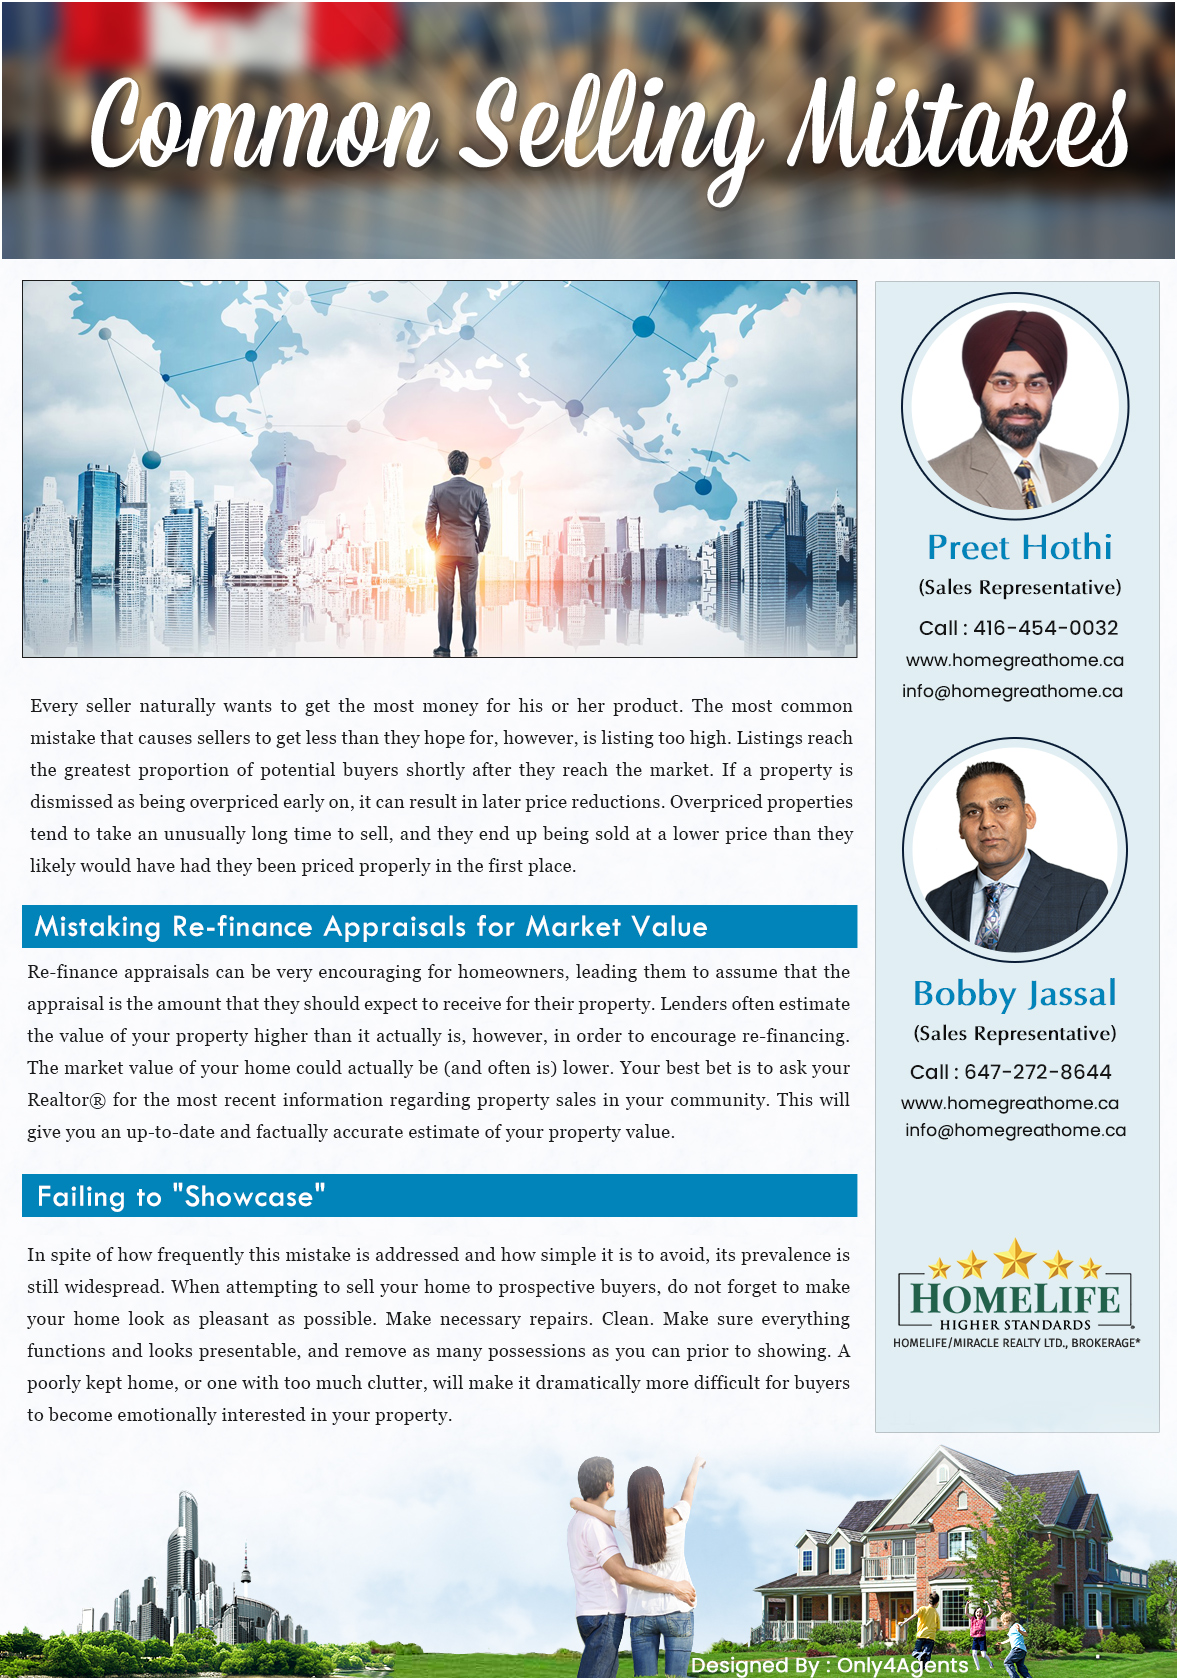 Common Selling Mistakes
Every seller naturally wants to get the most money for his or her product. The most common
mistake that causes sellers to get less than they hope for, however, is listing too high. Listings reach
the greatest proportion of potential buyers shortly after they reach the market. If a property is
dismissed as being overpriced early on, it can result in later price reductions. Overpriced properties
tend to take an unusually long time to sell, and they end up being sold at a lower price than they
likely would have had they been priced properly in the first place.
Mistaking Re-finance Appraisals for Market Value
Re-finance appraisals can be very encouraging for homeowners, leading them to assume that the
appraisal is the amount that they should expect to receive for their property. Lenders often estimate
the value of your property higher than it actually is, however, in order to encourage re-financing.
The market value of your home could actually be (and often is) lower. Your best bet is to ask your
Realtor® for the most recent information regarding property sales in your community. This will
give you an up-to-date and factually accurate estimate of your property value.
Failing to "Showcase"
In spite of how frequently this mistake is addressed and how simple it is to avoid, its prevalence is
still widespread. When attempting to sell your home to prospective buyers, do not forget to make
your home look as pleasant as possible. Make necessary repairs. Clean. Make sure everything
functions and looks presentable, and remove as many possessions as you can prior to showing. A
poorly kept home, or one with too much clutter, will make it dramatically more difficult for buyers
to become emotionally interested in your property.
Preet Hothi
(Sales Representative)
Call : 416-454-0032
www.homegreathome.ca
info@homegreathome.ca
Bobby Jassal
(Sales Representative)
Call : 647-272-8644
www.homegreathome.ca
info@homegreathome.ca
HOMELIFE
HIGHER STANDARDS
HOMELIFE/MIRACLE REALTY LTD., BROKERAGE*
Designed By : Only4Agents